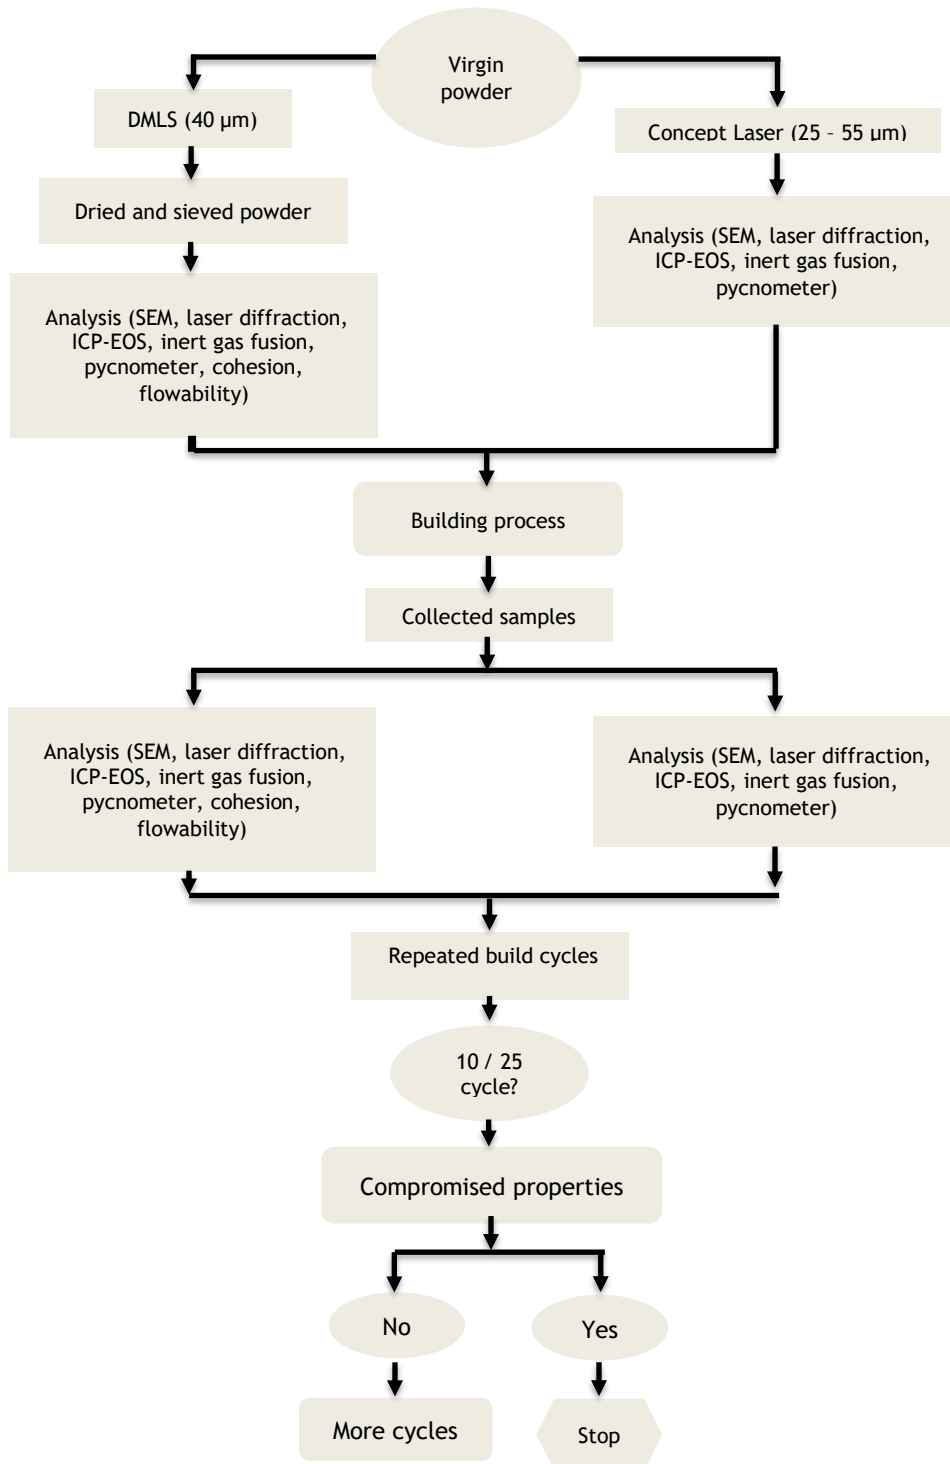 Virgin
powder
DMLS (40 µm)
Concept Laser (25 – 55 µm)
Dried and sieved powder
Analysis (SEM, laser diffraction,
ICP-EOS, inert gas fusion,
pycnometer)
Analysis (SEM, laser diffraction,
ICP-EOS, inert gas fusion,
pycnometer, cohesion,
flowability)
Building process
Collected samples
Analysis (SEM, laser diffraction,
ICP-EOS, inert gas fusion,
pycnometer, cohesion,
flowability)
Analysis (SEM, laser diffraction,
ICP-EOS, inert gas fusion,
pycnometer)
Repeated build cycles
10 / 25
cycle?
Compromised properties
No
Yes
More cycles
Stop